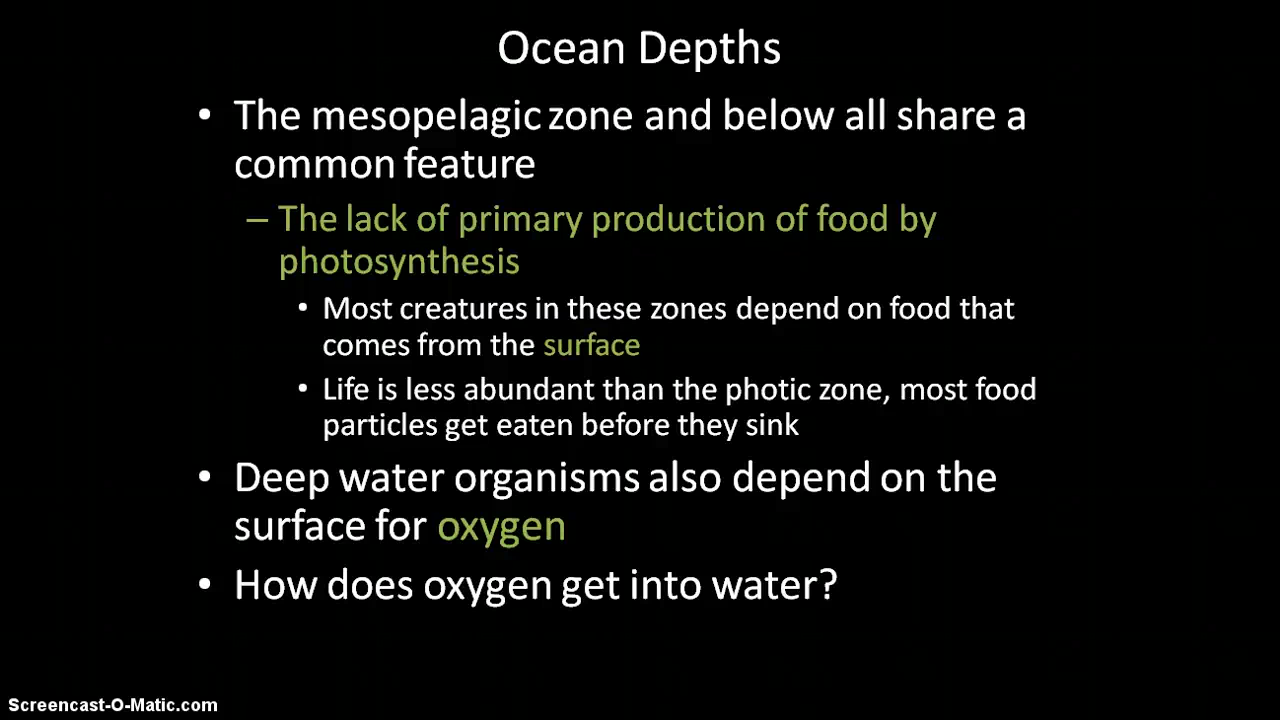 Ocean Depths
• The mesopelagic zone and below all share a
common feature
– The lack of primary production of food by
photosynthesis
• Most creatures in these zones depend on food that
comes from the surface
• Life is less abundant than the photic zone, most food
particles get eaten before they sink
• Deep water organisms also depend on the
surface for oxygen
• How does oxygen get into water?
Screencast-O-Matic.com